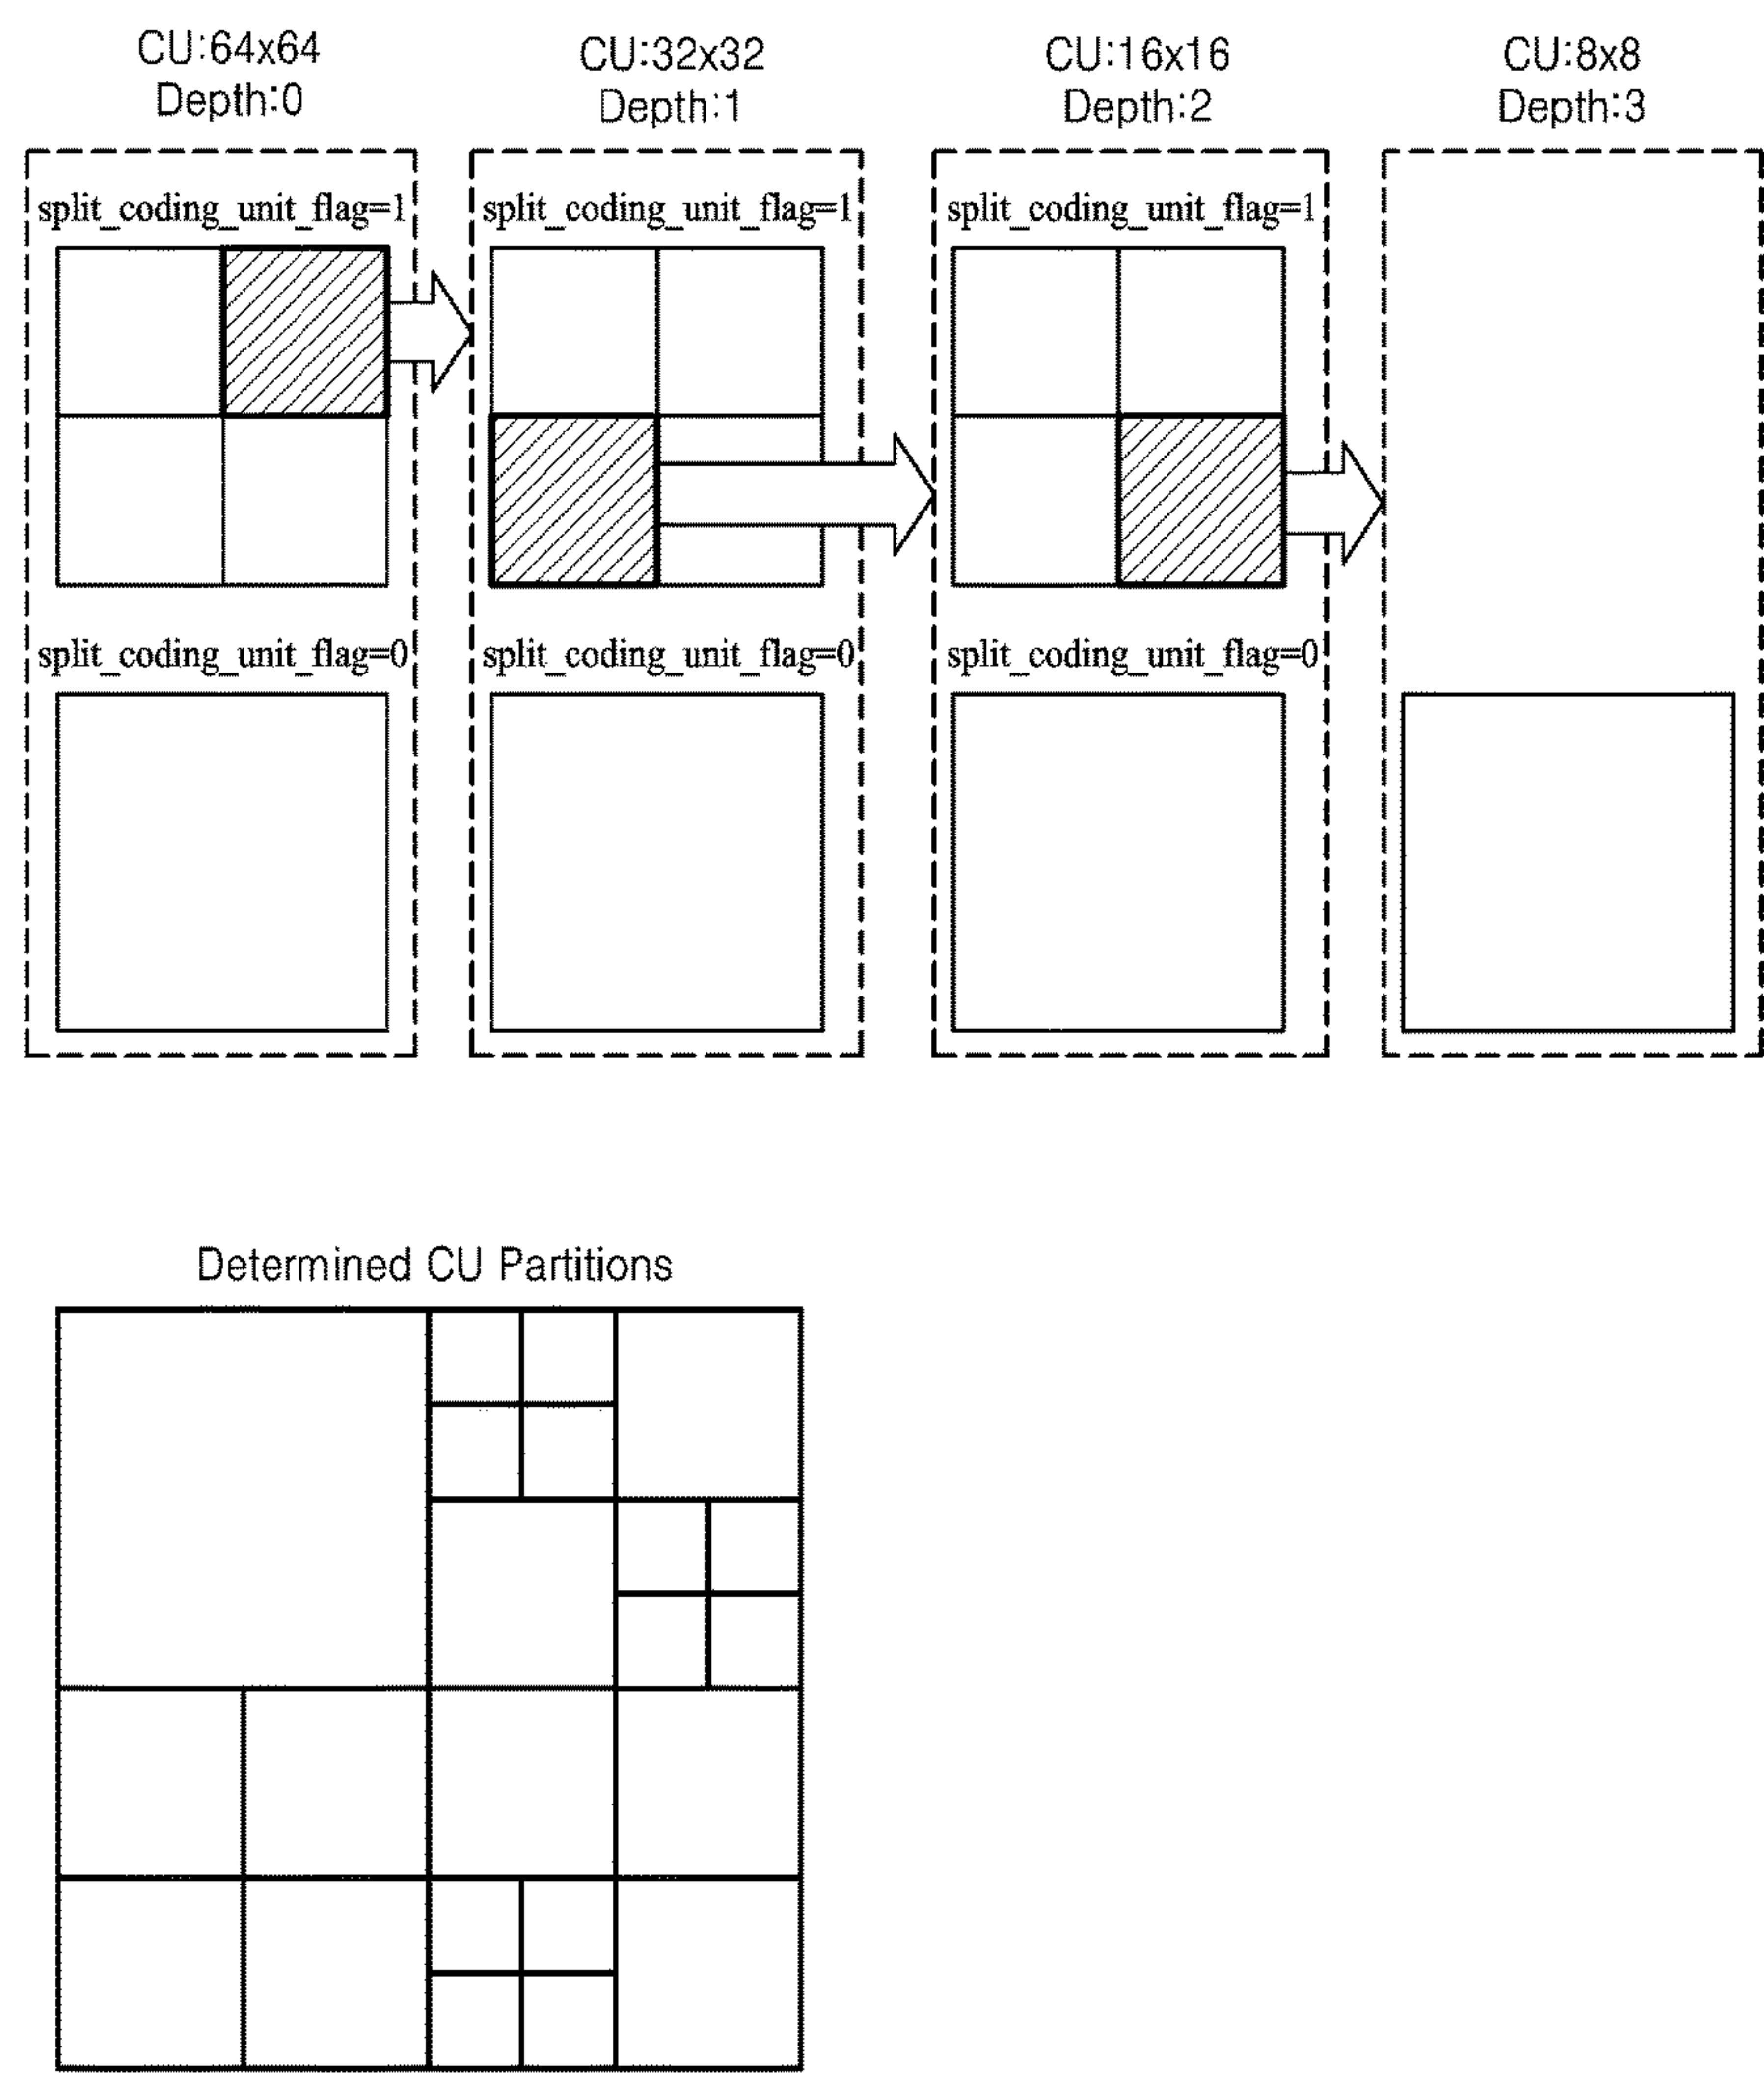 CU:64x64
Depth:0
CU:32x32
Depth:1
CU:16x16
Depth:2
CU:8x8
Depth:3
split_coding_unit_flag=1
split_coding_unit_flag=1
split_coding_unit_flag=1
split_coding_unit_flag=0
split_coding_unit_flag=0
split_coding_unit_flag=0
Determined CU Partitions